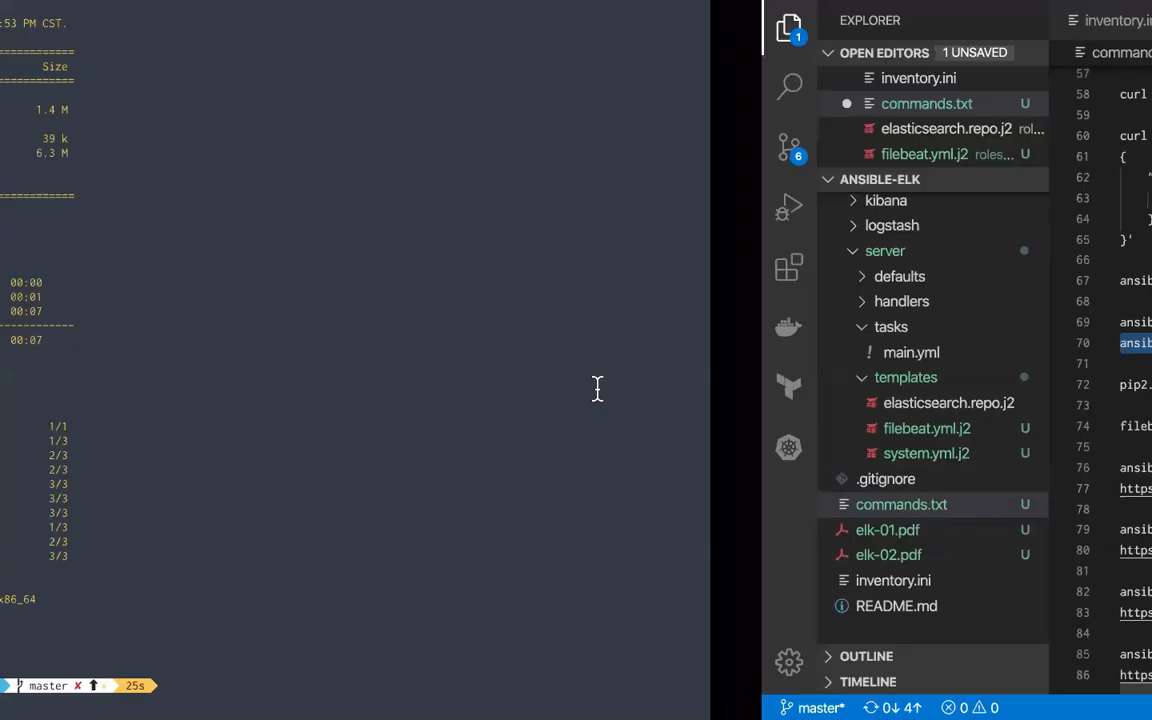 :53 PM CST.
============
Size
============
1.4 M
39 k
6.3 M
============
00:00
00:01
00:07
------------
00:07
1/1
1/3
2/3
2/3
3/3
3/3
3/3
1/3
2/3
3/3
x86_64
master ✘ ⬆ 25s
1
6
EXPLORER
OPEN EDITORS 1 UNSAVED
inventory.ini
commands.txt U
elasticsearch.repo.j2 rol...
filebeat.yml.j2 roles... U
ANSIBLE-ELK
kibana
logstash
server
defaults
handlers
tasks
! main.yml
templates
elasticsearch.repo.j2
filebeat.yml.j2 U
system.yml.j2 U
.gitignore
commands.txt U
elk-01.pdf U
elk-02.pdf U
inventory.ini
README.md
OUTLINE
TIMELINE
master* 0↓ 4↑ 0 0
inventory.in
command
57
58 curl
59
60 curl
61 {
62 "
63
64 }
65 }'
66
67 ansib
68
69 ansib
70 ansib
71
72 pip2.
73
74 fileb
75
76 ansib
77 https
78
79 ansib
80 https
81
82 ansib
83 https
84
85 ansib
86 https